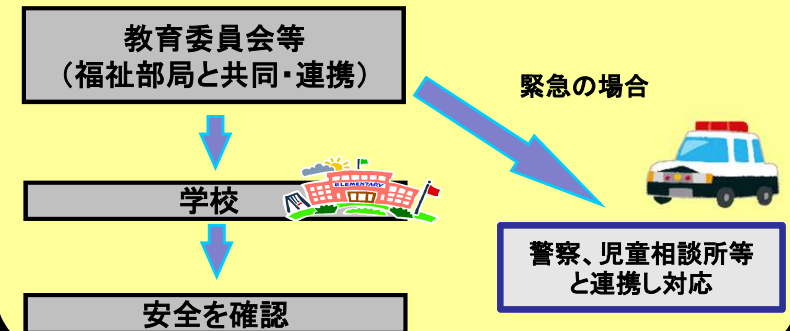 教育委員会等
（福祉部局と共同・連携）
緊急の場合
学校
ELEMENTARY
警察、児童相談所等
と連携し対応
安全を確認